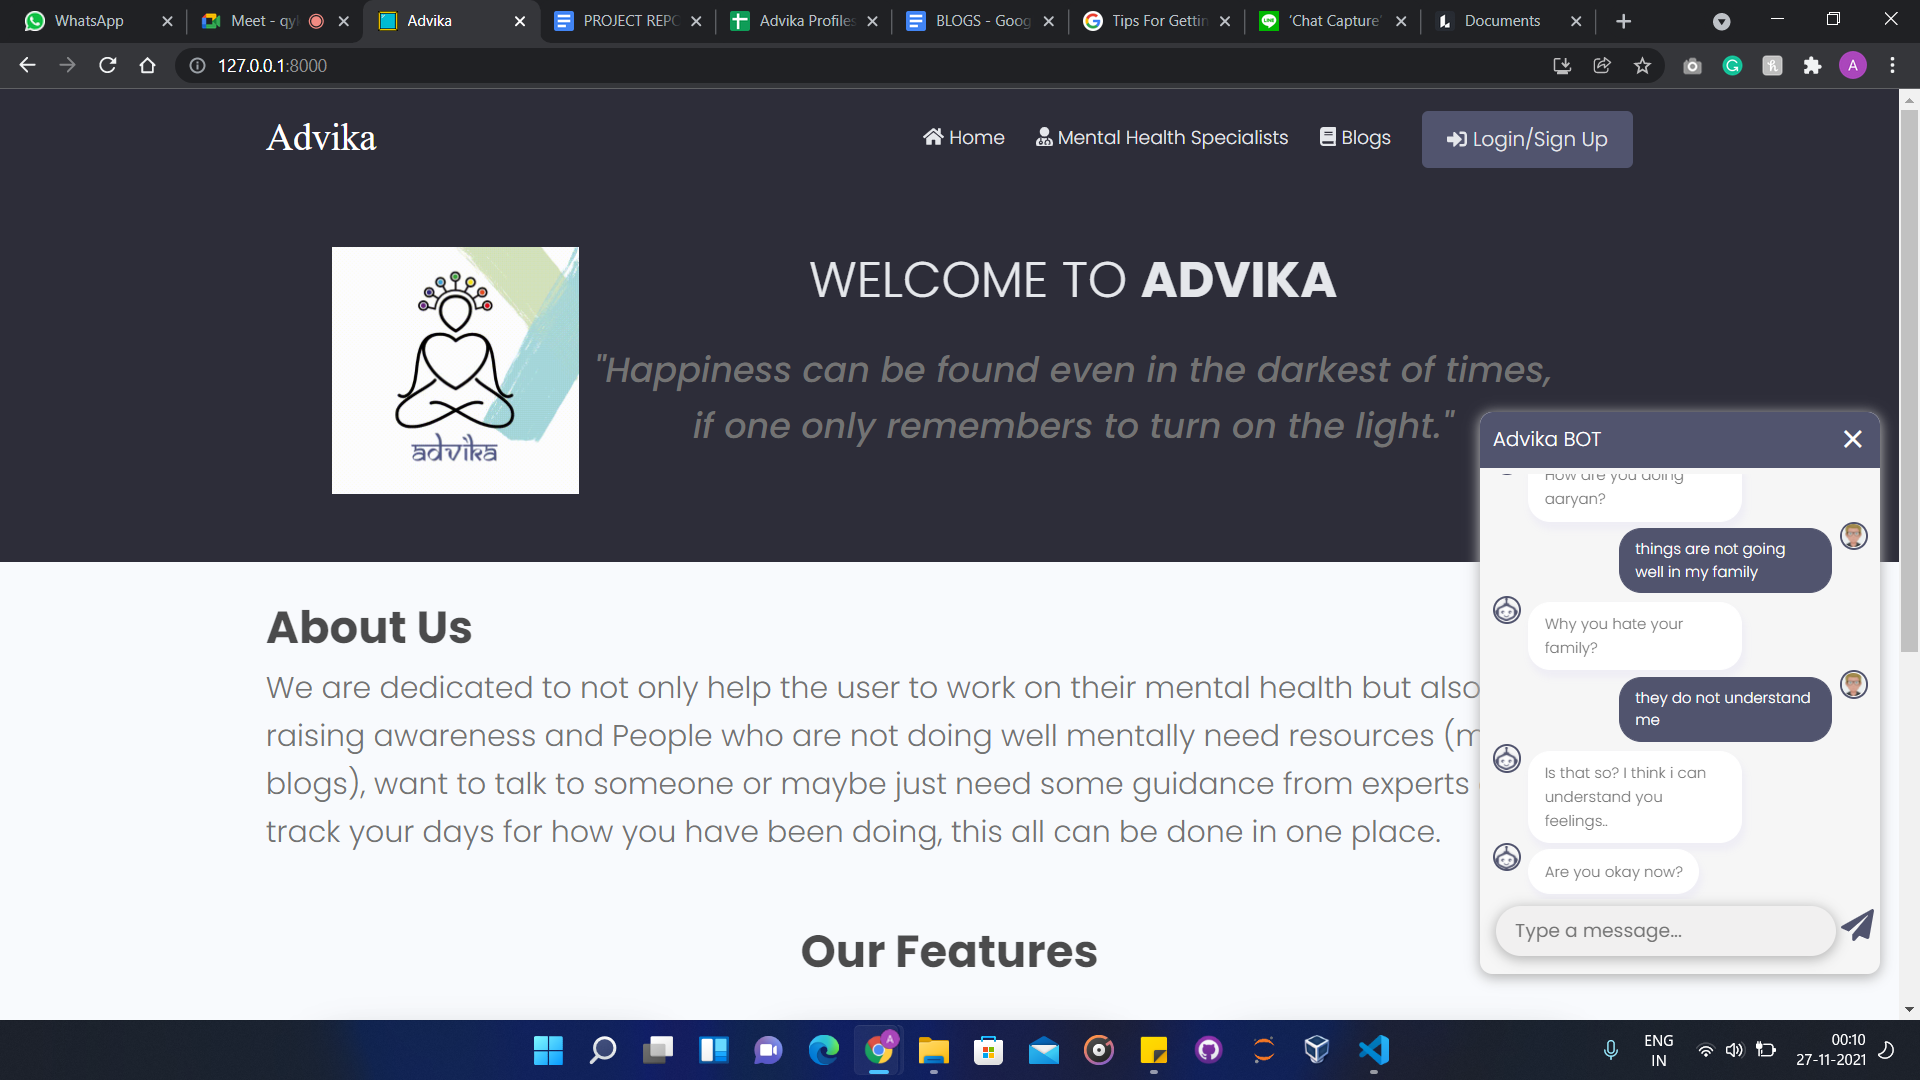 WhatsApp
Meet - qyk
Advika
PROJECT REPO
Advika Profiles
BLOGS - Goog
Tips For Gettin
'Chat Capture'
Documents
127.0.0.1:8000
A
Advika
Home
Mental Health Specialists
Blogs
Login/Sign Up
advika
WELCOME TO ADVIKA
"Happiness can be found even in the darkest of times,
if one only remembers to turn on the light."
About Us
We are dedicated to not only help the user to work on their mental health but also
raising awareness and People who are not doing well mentally need resources (m
blogs), want to talk to someone or maybe just need some guidance from experts
track your days for how you have been doing, this all can be done in one place.
Our Features
Advika BOT
How are you doing
aaryan?
things are not going
well in my family
Why you hate your
family?
they do not understand
me
Is that so? I think i can
understand you
feelings..
Are you okay now?
Type a message...
A
ENG
IN
00:10
27-11-2021